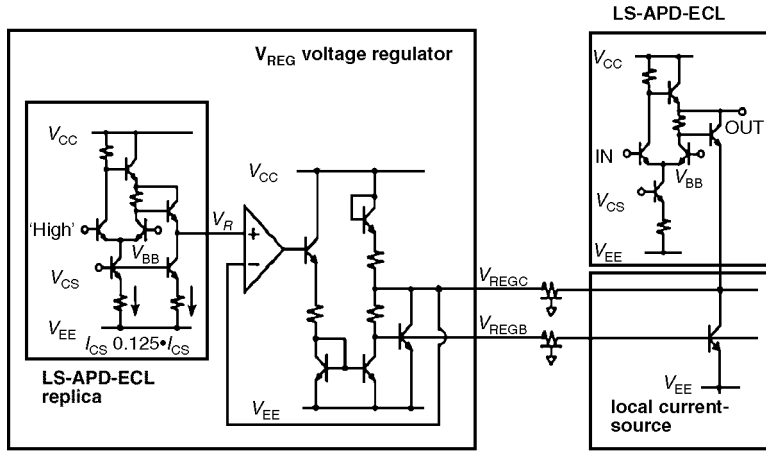 LS-APD-ECL
VREG voltage regulator
VCC
OUT
IN
VBB
VCS
VEE
VCC
'High'
VBB
VCS
VEE
ICS 0.125•ICS
LS-APD-ECL
replica
VR
+
−
VCC
VEE
VREGC
VREGB
VEE
local current-
source